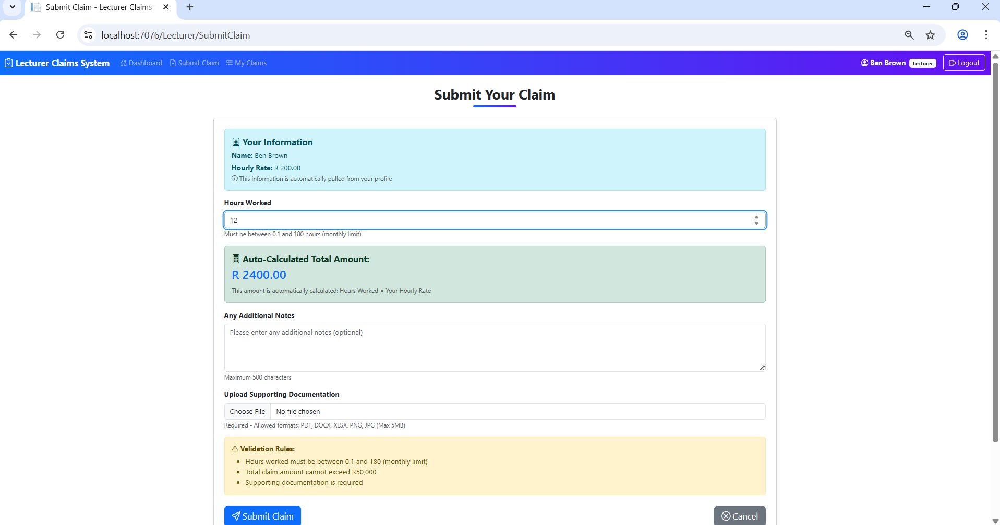 Submit Claim - Lecturer Claims
localhost:7076/Lecturer/SubmitClaim
Lecturer Claims System Dashboard Submit Claim My Claims Ben Brown Lecturer Logout
Submit Your Claim
Your Information
Name: Ben Brown
Hourly Rate: R 200.00
This information is automatically pulled from your profile
Hours Worked
12
Must be between 0.1 and 180 hours (monthly limit)
Auto-Calculated Total Amount:
R 2400.00
This amount is automatically calculated: Hours Worked × Your Hourly Rate
Any Additional Notes
Please enter any additional notes (optional)
Maximum 500 characters
Upload Supporting Documentation
Choose File No file chosen
Required - Allowed formats: PDF, DOCX, XLSX, PNG, JPG (Max 5MB)
Validation Rules:
• Hours worked must be between 0.1 and 180 (monthly limit)
• Total claim amount cannot exceed R50,000
• Supporting documentation is required
Submit Claim Cancel